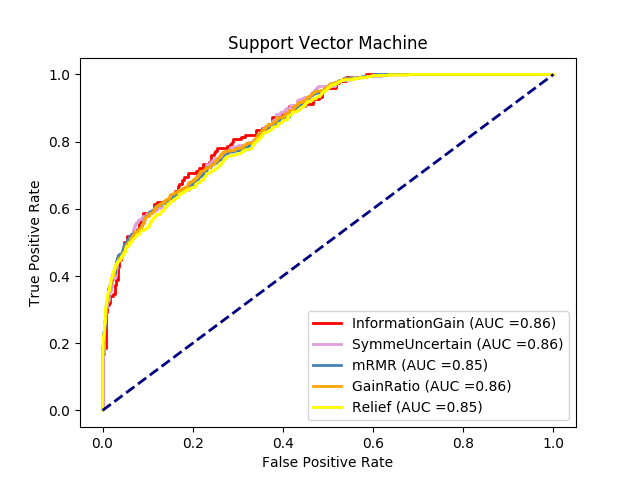 Support Vector Machine
True Positive Rate
1.0
0.8
0.6
0.4
0.2
0.0
InformationGain (AUC =0.86)
SymmeUncertain (AUC =0.86)
mRMR (AUC =0.85)
GainRatio (AUC =0.86)
Relief (AUC =0.85)
0.0 0.2 0.4 0.6 0.8 1.0
False Positive Rate